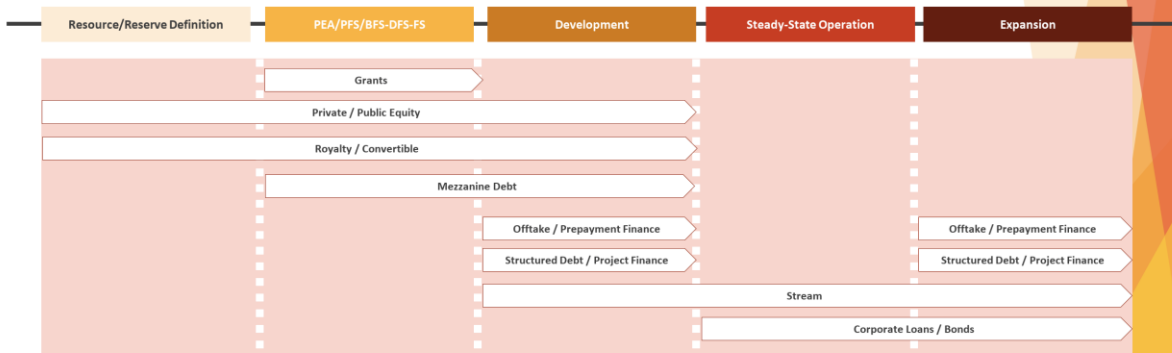 Resource/Reserve Definition
PEA/PFS/BFS-DFS-FS
Development
Steady-State Operation
Expansion
Grants
Private / Public Equity
Royalty / Convertible
Mezzanine Debt
Offtake / Prepayment Finance
Offtake / Prepayment Finance
Structured Debt / Project Finance
Structured Debt / Project Finance
Stream
Corporate Loans / Bonds